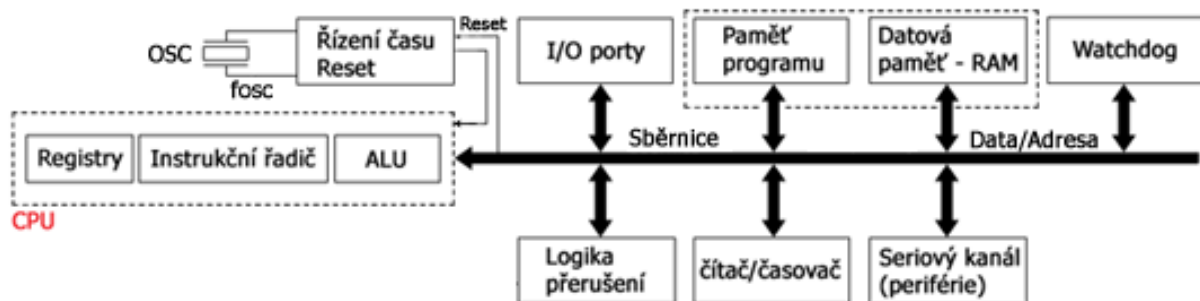 OSC
fosc
Řízení času
Reset
Reset
I/O porty
Paměť
programu
Datová
paměť - RAM
Watchdog
Sběrnice
Data/Adresa
Registry
Instrukční řadič
ALU
CPU
Logika
přerušení
čítač/časovač
Seriový kanál
(periférie)